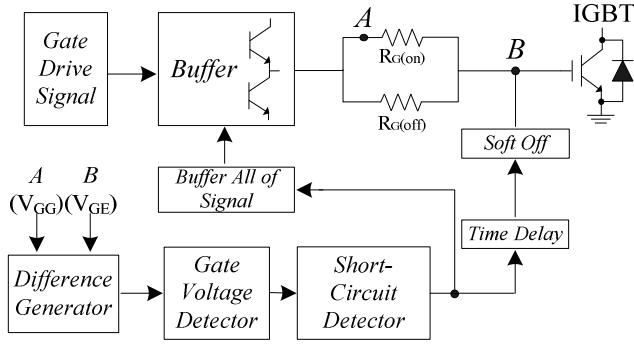 IGBT
Gate
Drive
Signal
Buffer
A
RG(on)
B
RG(off)
Soft Off
Buffer All of
Signal
Time Delay
A B
(VGG)(VGE)
Difference
Generator
Gate
Voltage
Detector
Short-
Circuit
Detector